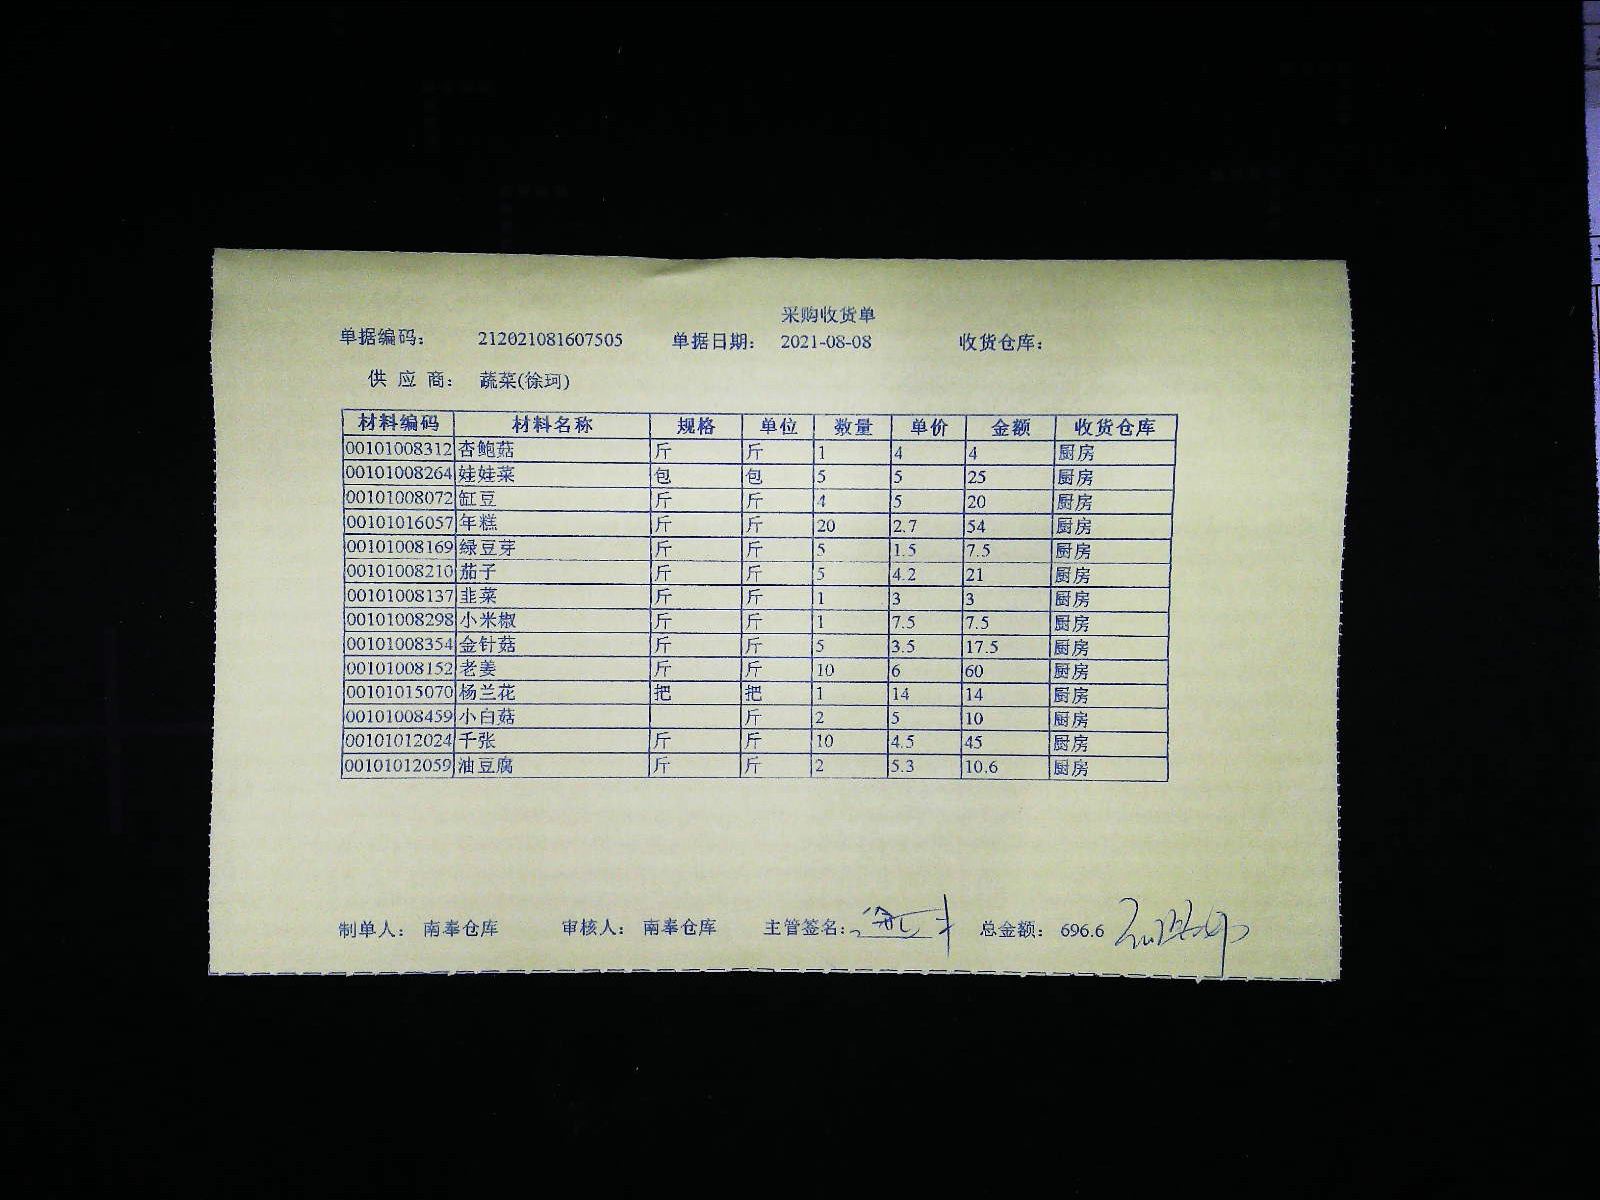 采购收货单
单据编码： 212021081607505 单据日期： 2021-08-08 收货仓库：
供 应 商： 蔬菜(徐珂)
材料编码 材料名称 规格 单位 数量 单价 金额 收货仓库
00101008312 杏鲍菇 斤 斤 1 4 4 厨房
00101008264 娃娃菜 包 包 5 5 25 厨房
00101008072 缸豆 斤 斤 4 5 20 厨房
00101016057 年糕 斤 斤 20 2.7 54 厨房
00101008169 绿豆芽 斤 斤 5 1.5 7.5 厨房
00101008210 茄子 斤 斤 5 4.2 21 厨房
00101008137 韭菜 斤 斤 1 3 3 厨房
00101008298 小米椒 斤 斤 1 7.5 7.5 厨房
00101008354 金针菇 斤 斤 5 3.5 17.5 厨房
00101008152 老姜 斤 斤 10 6 60 厨房
00101015070 杨兰花 把 把 1 14 14 厨房
00101008459 小白菇 斤 2 5 10 厨房
00101012024 千张 斤 斤 10 4.5 45 厨房
00101012059 油豆腐 斤 斤 2 5.3 10.6 厨房
制单人： 南奉仓库 审核人： 南奉仓库 主管签名： 总金额： 696.6